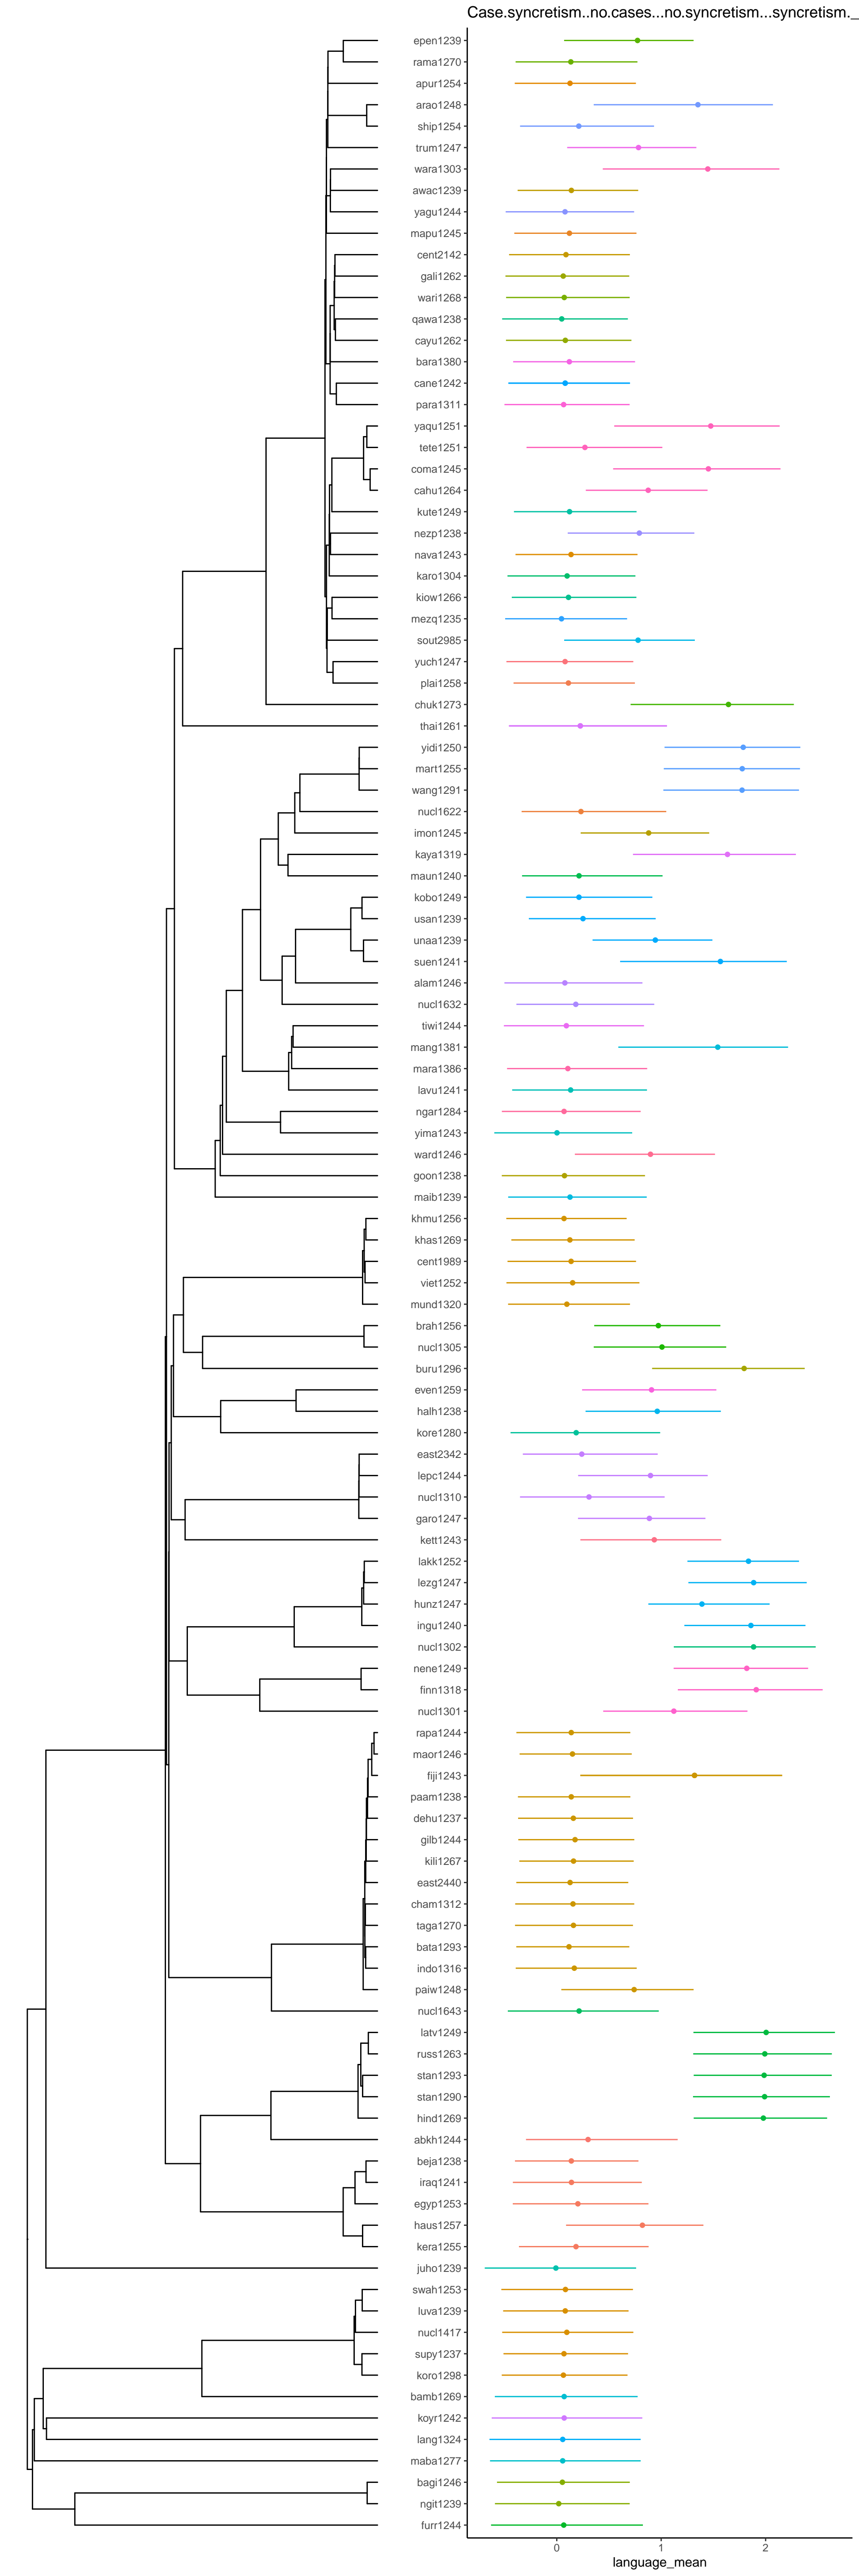 Case.syncretism..no.cases...no.syncretism...syncretism._
epen1239
rama1270
apur1254
arao1248
ship1254
trum1247
wara1303
awac1239
yagu1244
mapu1245
cent2142
gali1262
wari1268
qawa1238
cayu1262
bara1380
cane1242
para1311
yaqu1251
tete1251
coma1245
cahu1264
kute1249
nezp1238
nava1243
karo1304
kiow1266
mezq1235
sout2985
yuch1247
plai1258
chuk1273
thai1261
yidi1250
mart1255
wang1291
nucl1622
imon1245
kaya1319
maun1240
kobo1249
usan1239
unaa1239
suen1241
alam1246
nucl1632
tiwi1244
mang1381
mara1386
lavu1241
ngar1284
yima1243
ward1246
goon1238
maib1239
khmu1256
khas1269
cent1989
viet1252
mund1320
brah1256
nucl1305
buru1296
even1259
halh1238
kore1280
east2342
lepc1244
nucl1310
garo1247
kett1243
lakk1252
lezg1247
hunz1247
ingu1240
nucl1302
nene1249
finn1318
nucl1301
rapa1244
maor1246
fiji1243
paam1238
dehu1237
gilb1244
kili1267
east2440
cham1312
taga1270
bata1293
indo1316
paiw1248
nucl1643
latv1249
russ1263
stan1293
stan1290
hind1269
abkh1244
beja1238
iraq1241
egyp1253
haus1257
kera1255
juho1239
swah1253
luva1239
nucl1417
supy1237
koro1298
bamb1269
koyr1242
lang1324
maba1277
bagi1246
ngit1239
furr1244
0 1 2
language_mean